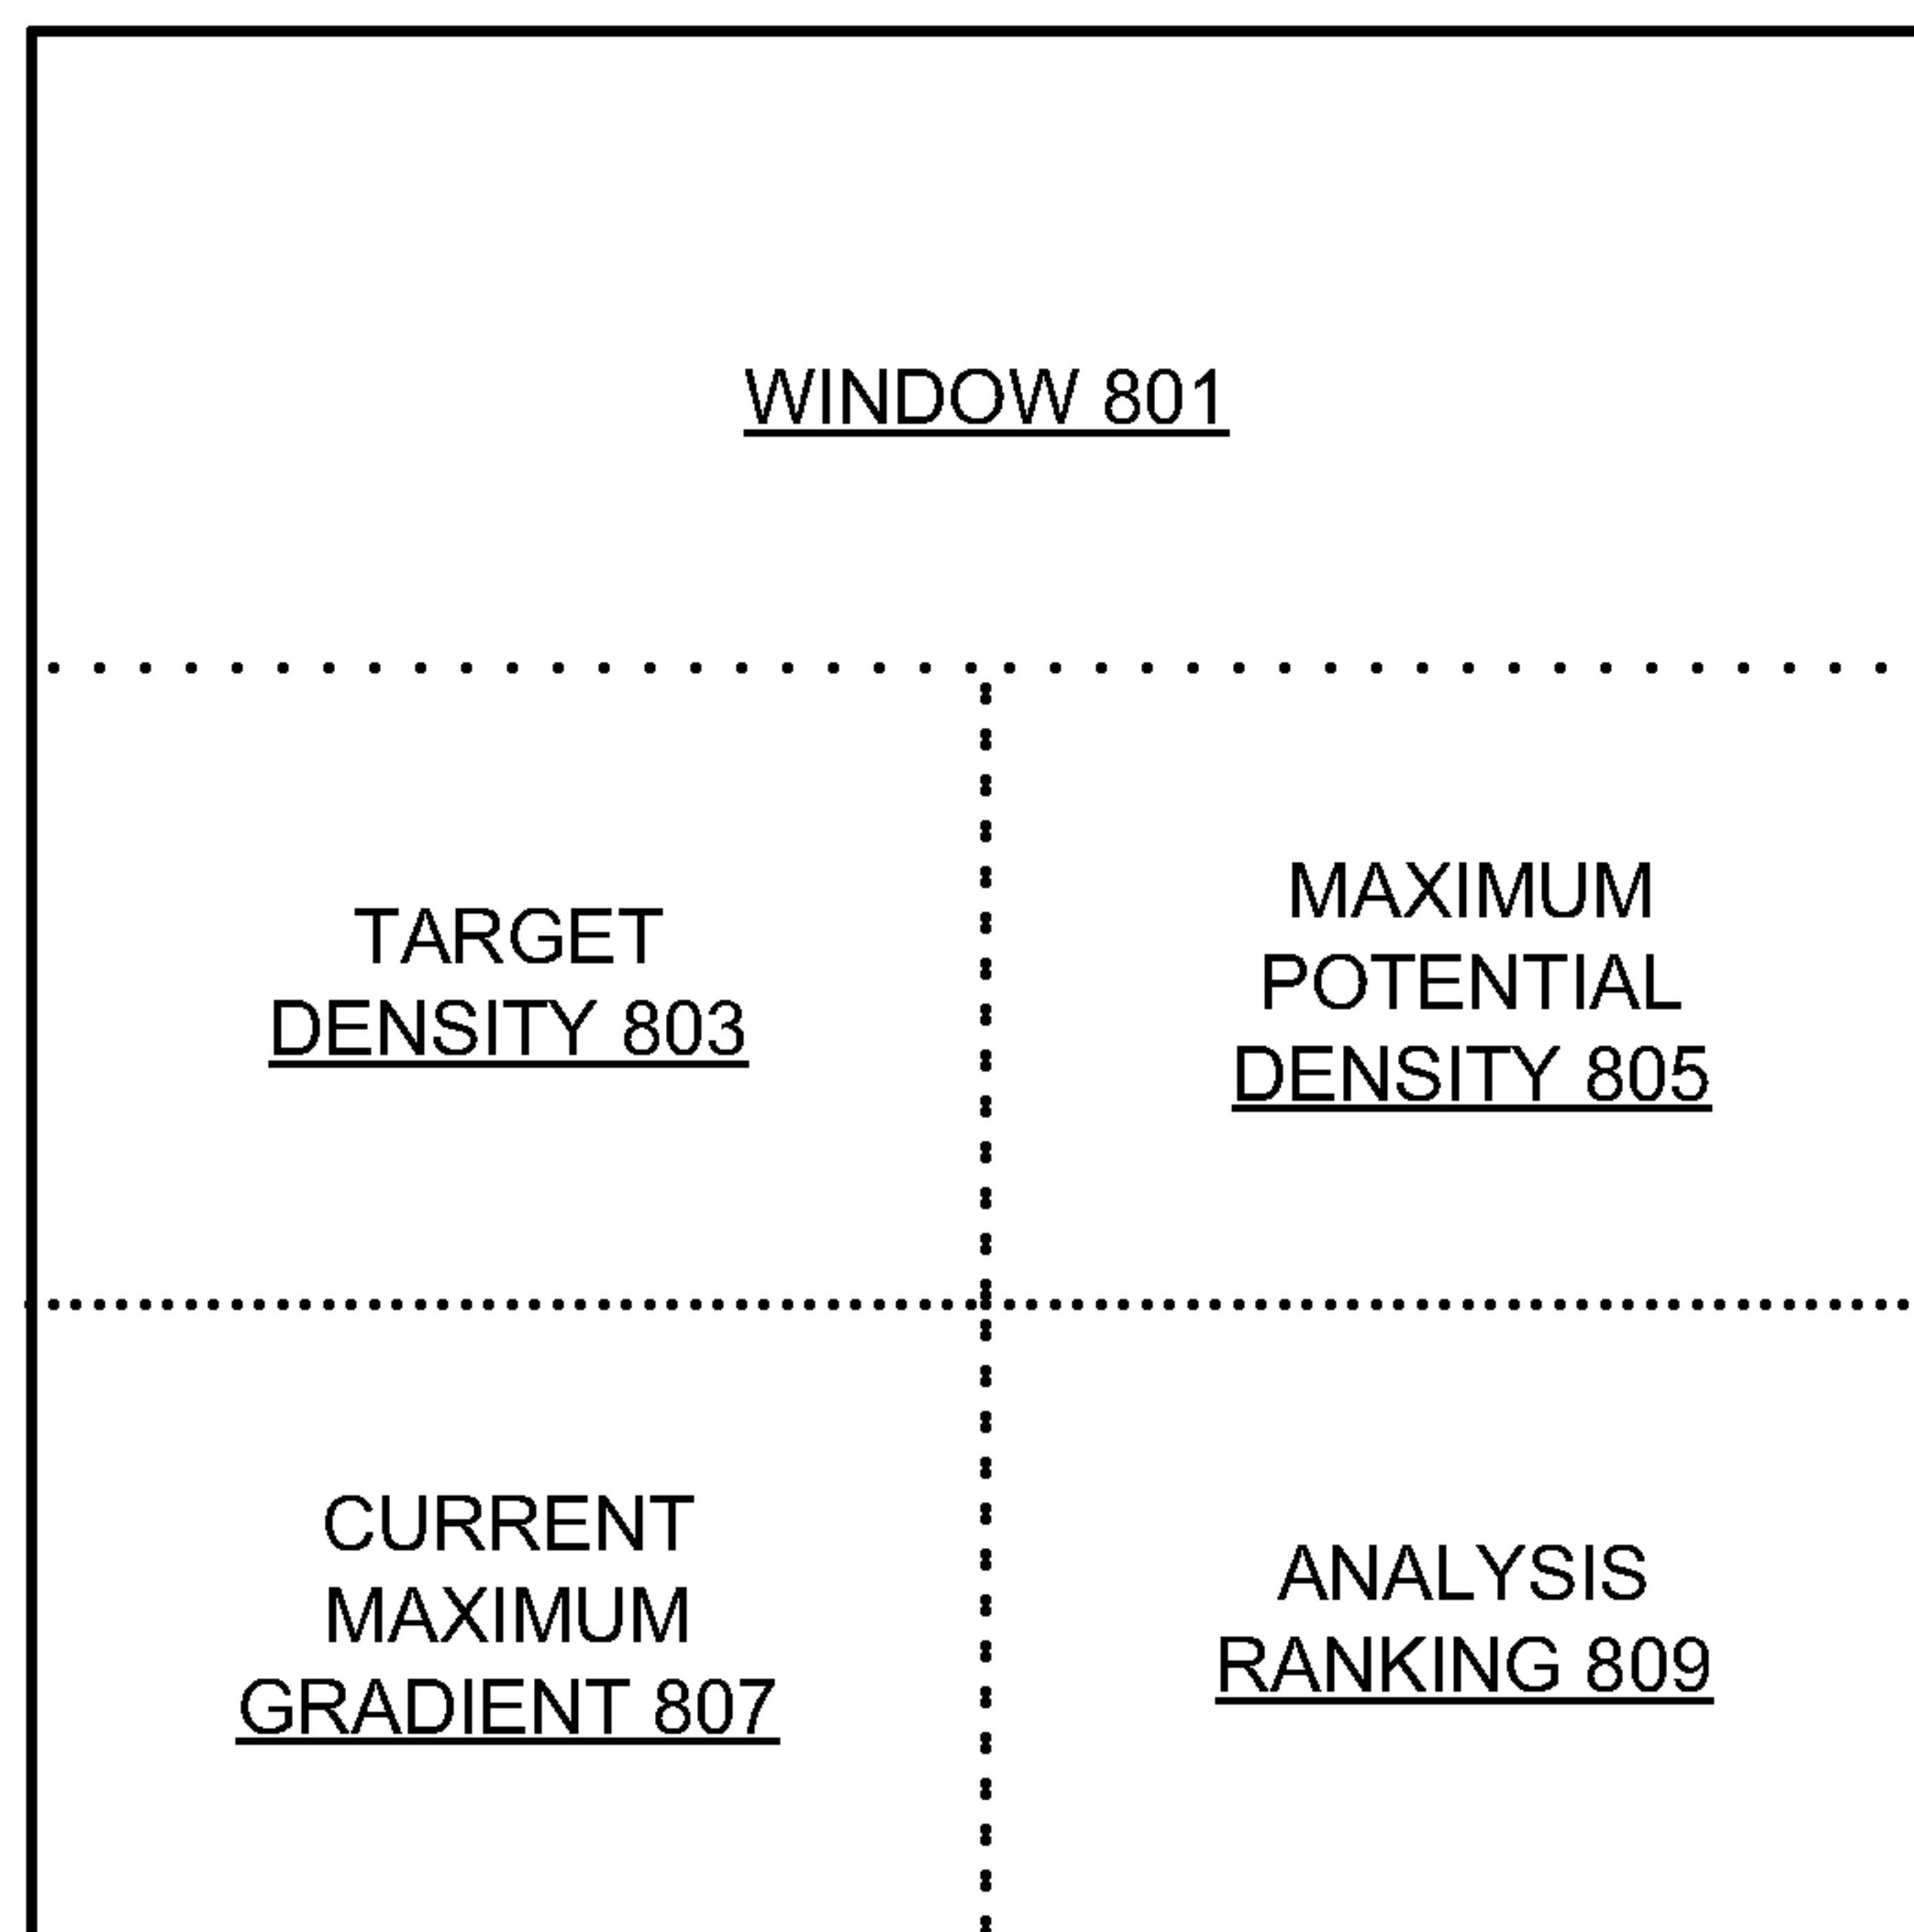 WINDOW 801
TARGET
DENSITY 803
MAXIMUM
POTENTIAL
DENSITY 805
CURRENT
MAXIMUM
GRADIENT 807
ANALYSIS
RANKING 809